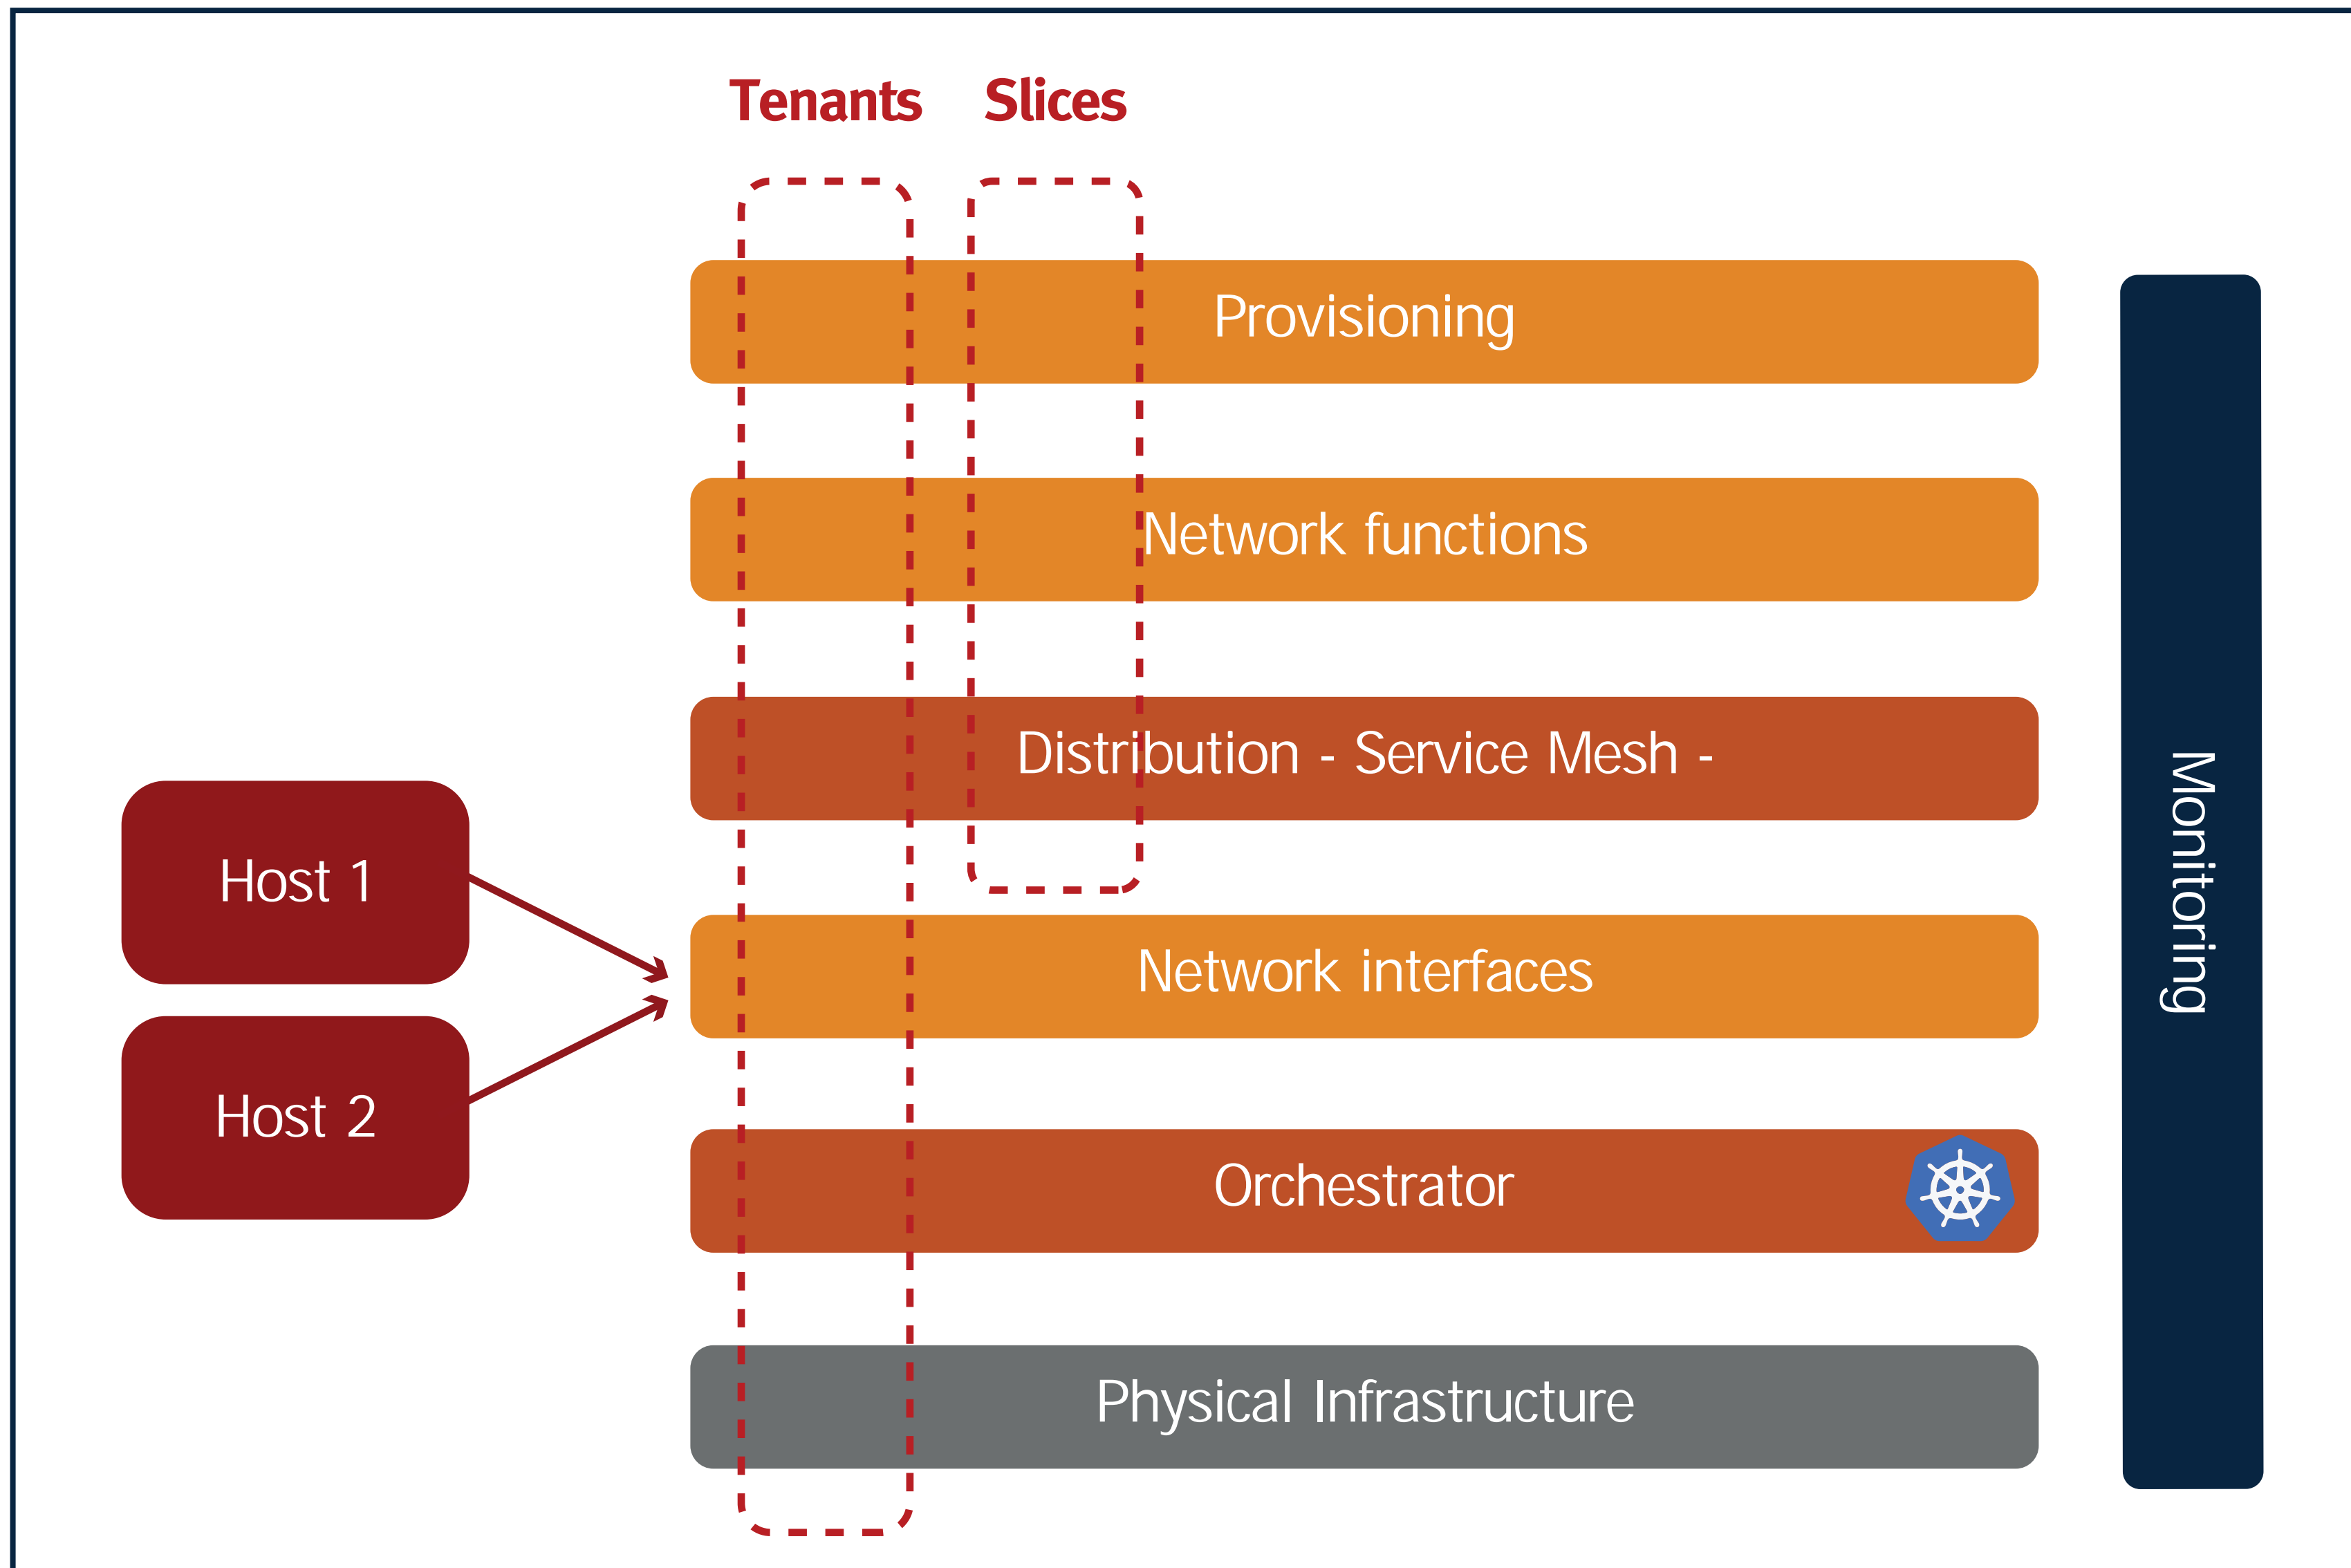 Tenants
Slices
Provisioning
Network functions
Distribution - Service Mesh -
Host 1
Network interfaces
Host 2
Orchestrator
Physical Infrastructure
Monitoring